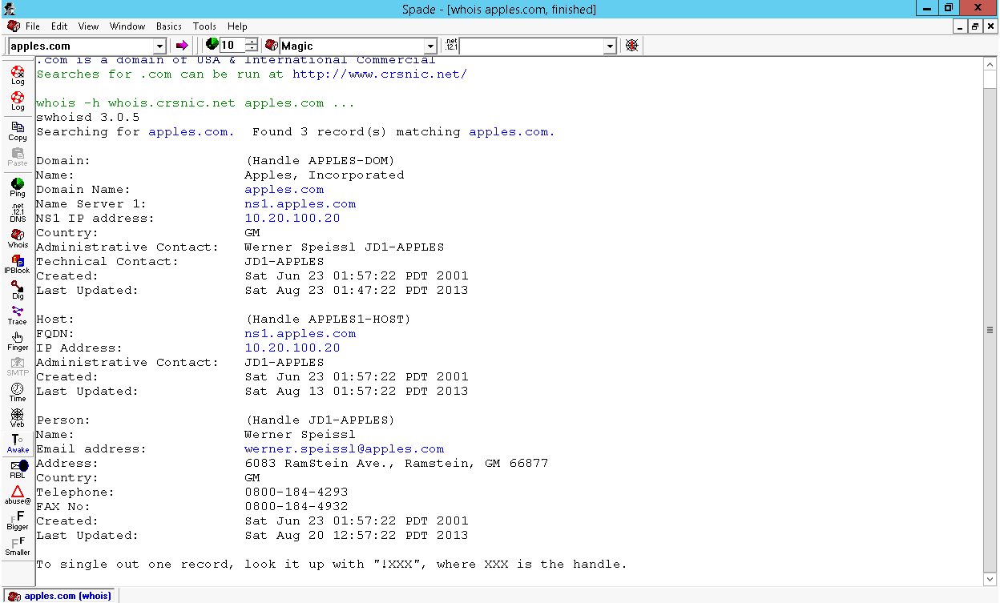 Spade - [whois apples.com, finished]
File Edit View Window Basics Tools Help
apples.com 10 Magic .net 12.1
.com is a domain of USA & International Commercial
Searches for .com can be run at http://www.crsnic.net/
whois -h whois.crsnic.net apples.com ...
swhoisd 3.0.5
Searching for apples.com. Found 3 record(s) matching apples.com.
Domain: (Handle APPLES-DOM)
Name: Apples, Incorporated
Domain Name: apples.com
Name Server 1: ns1.apples.com
NS1 IP address: 10.20.100.20
Country: GM
Administrative Contact: Werner Speissl JD1-APPLES
Technical Contact: JD1-APPLES
Created: Sat Jun 23 01:57:22 PDT 2001
Last Updated: Sat Aug 23 01:47:22 PDT 2013
Host: (Handle APPLES1-HOST)
FQDN: ns1.apples.com
IP Address: 10.20.100.20
Administrative Contact: JD1-APPLES
Created: Sat Jun 23 01:57:22 PDT 2001
Last Updated: Sat Aug 13 01:57:22 PDT 2013
Person: (Handle JD1-APPLES)
Name: Werner Speissl
Email address: werner.speissl@apples.com
Address: 6083 RamStein Ave., Ramstein, GM 66877
Country: GM
Telephone: 0800-184-4293
FAX No: 0800-184-4932
Created: Sat Jun 23 01:57:22 PDT 2001
Last Updated: Sat Aug 20 12:57:22 PDT 2013
To single out one record, look it up with "!XXX", where XXX is the handle.
Log
Log
Copy
Paste
Ping
.net
.12.1
DNS
Whois
IPBlock
Dig
Trace
Finger
SMTP
Time
Web
Awake
RBL
abuse@
Bigger
Smaller
apples.com (whois)